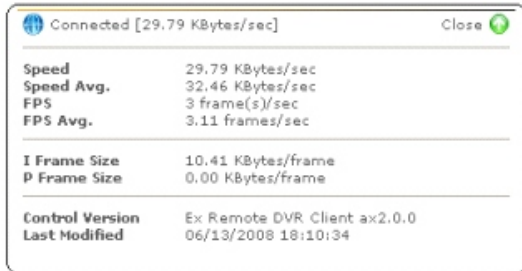 Connected [29.79 KBytes/sec] Close
Speed 29.79 KBytes/sec
Speed Avg. 32.46 KBytes/sec
FPS 3 frame(s)/sec
FPS Avg. 3.11 frames/sec
I Frame Size 10.41 KBytes/frame
P Frame Size 0.00 KBytes/frame
Control Version Ex Remote DVR Client ax2.0.0
Last Modified 06/13/2008 18:10:34